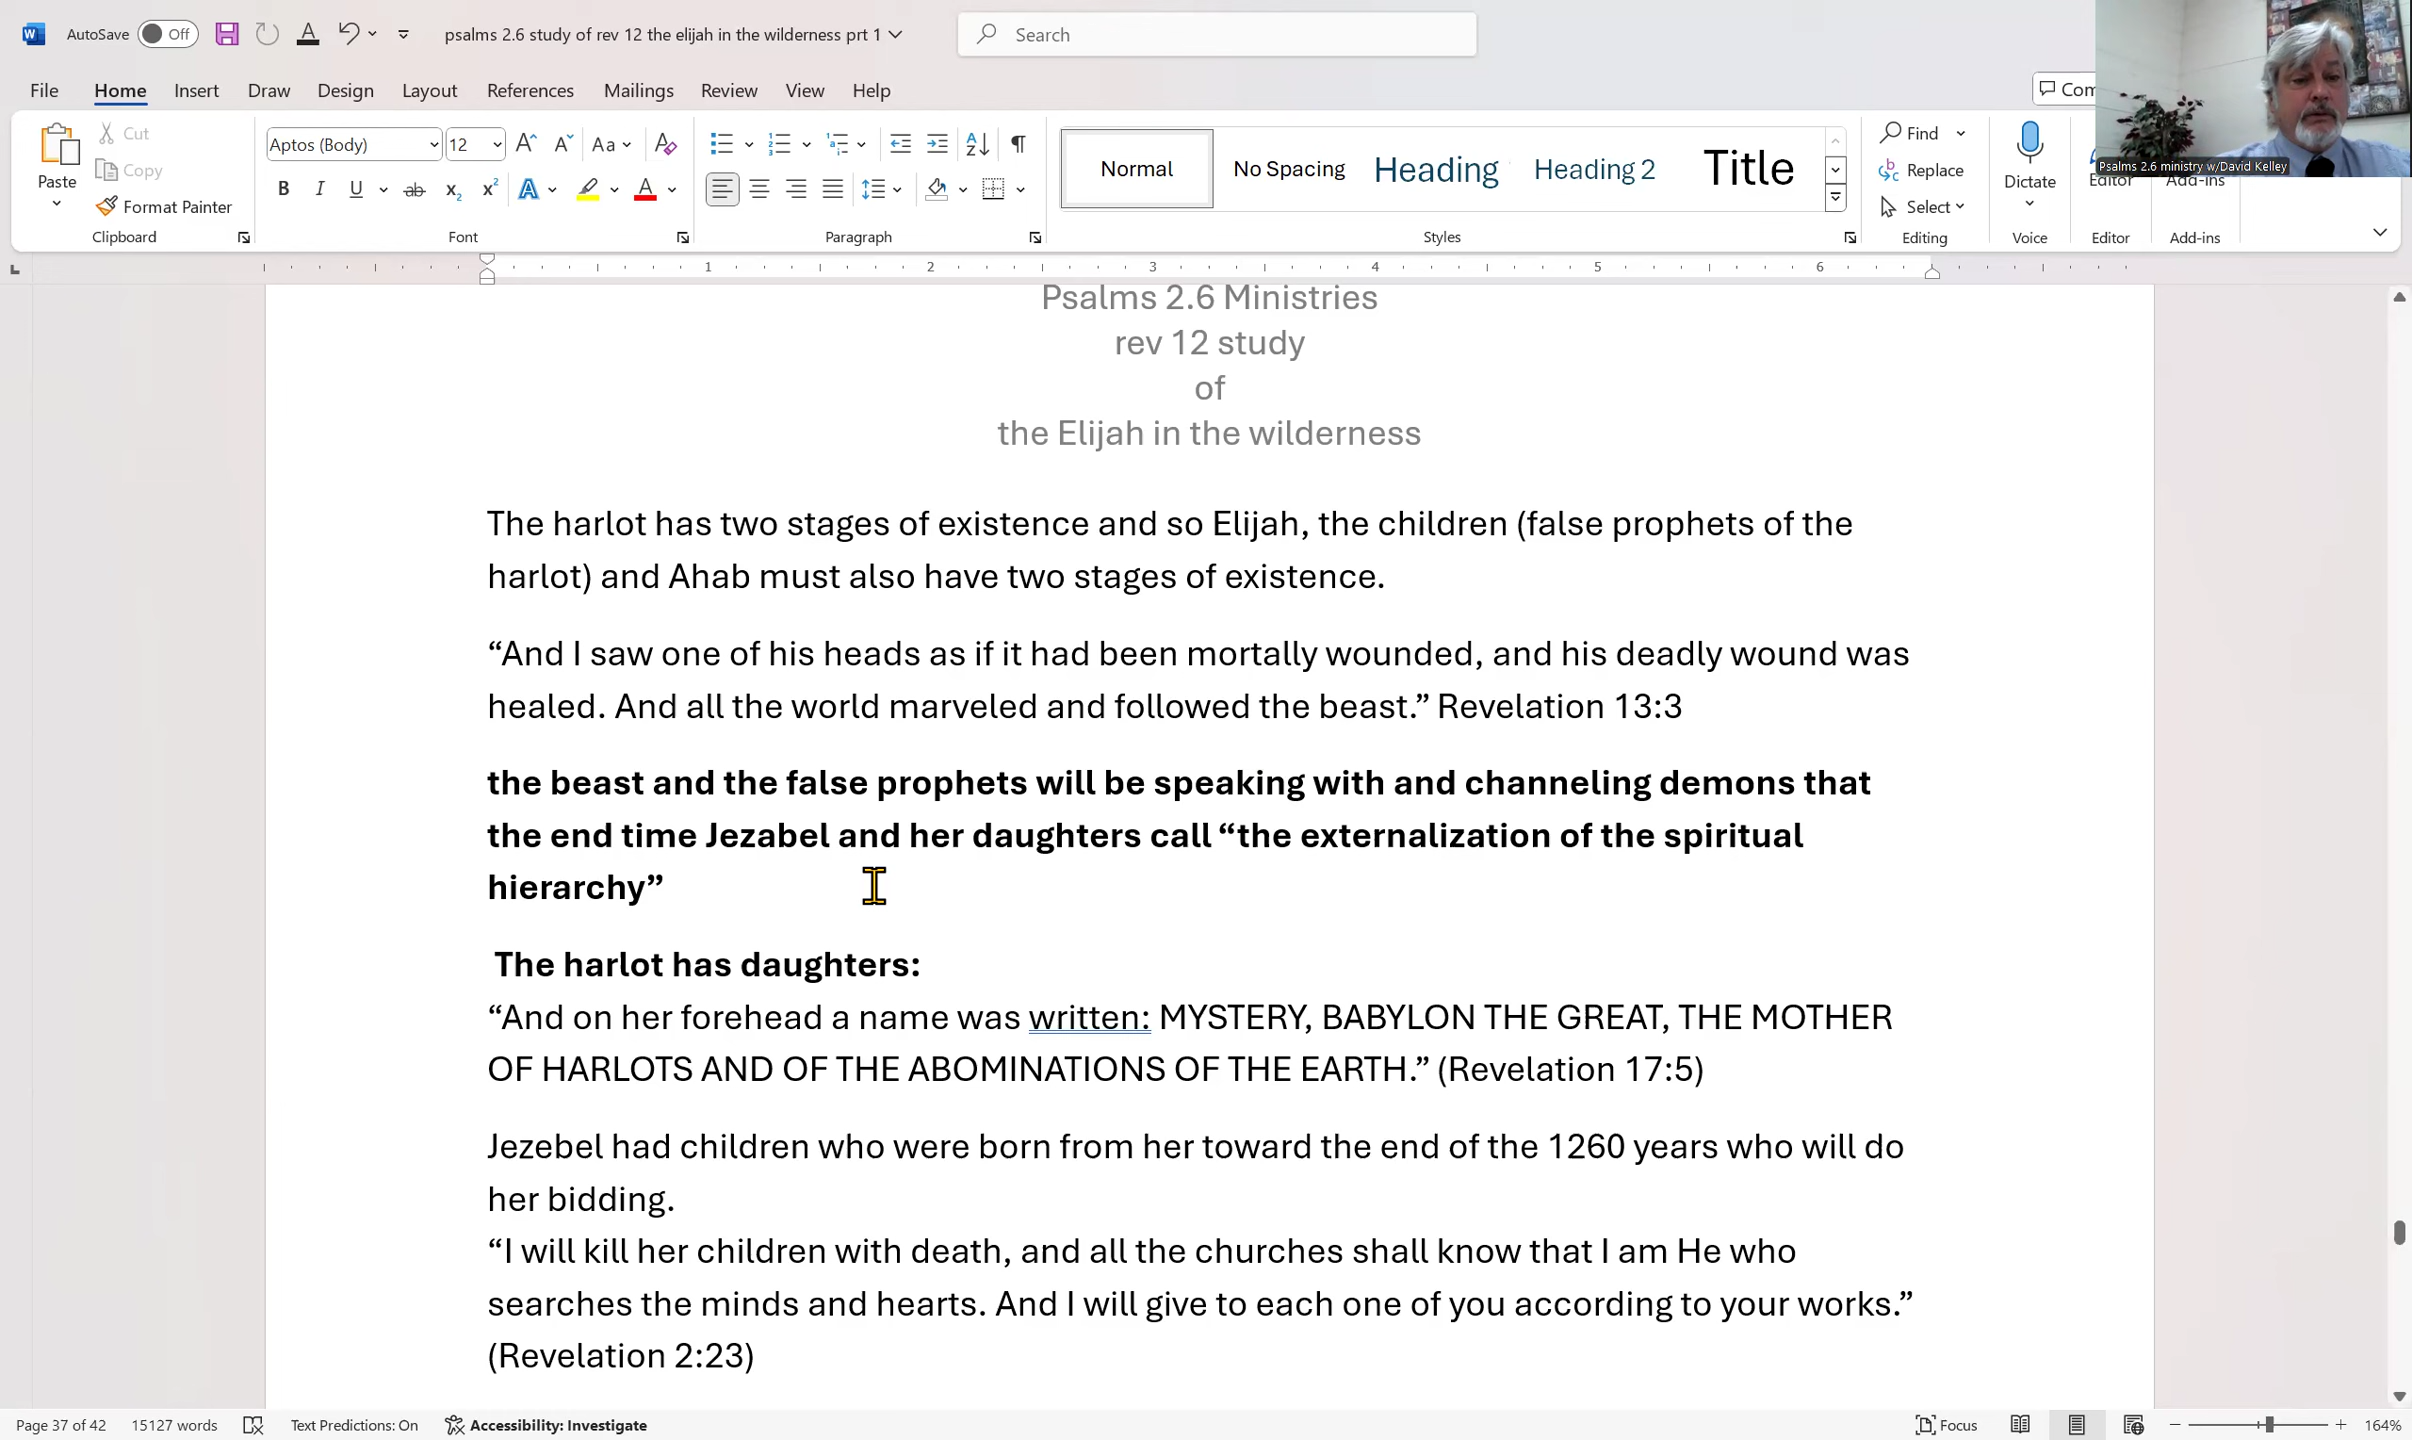 AutoSave Off psalms 2.6 study of rev 12 the elijah in the wilderness prt 1 Search
File Home Insert Draw Design Layout References Mailings Review View Help
Paste Cut Copy Format Painter Clipboard
Aptos (Body) 12 Font
Paragraph
Normal No Spacing Heading Heading 2 Title Styles
Find Replace Select Editing
Dictate Voice
Editor Editor
Add-ins Add-ins
Psalms 2.6 ministry w/David Kelley
1 2 3 4 5 6
Psalms 2.6 Ministries
rev 12 study
of
the Elijah in the wilderness
The harlot has two stages of existence and so Elijah, the children (false prophets of the
harlot) and Ahab must also have two stages of existence.
“And I saw one of his heads as if it had been mortally wounded, and his deadly wound was
healed. And all the world marveled and followed the beast.” Revelation 13:3
the beast and the false prophets will be speaking with and channeling demons that
the end time Jezabel and her daughters call “the externalization of the spiritual
hierarchy”
The harlot has daughters:
“And on her forehead a name was written: MYSTERY, BABYLON THE GREAT, THE MOTHER
OF HARLOTS AND OF THE ABOMINATIONS OF THE EARTH.” (Revelation 17:5)
Jezebel had children who were born from her toward the end of the 1260 years who will do
her bidding.
“I will kill her children with death, and all the churches shall know that I am He who
searches the minds and hearts. And I will give to each one of you according to your works.”
(Revelation 2:23)
Page 37 of 42 15127 words Text Predictions: On Accessibility: Investigate Focus 164%